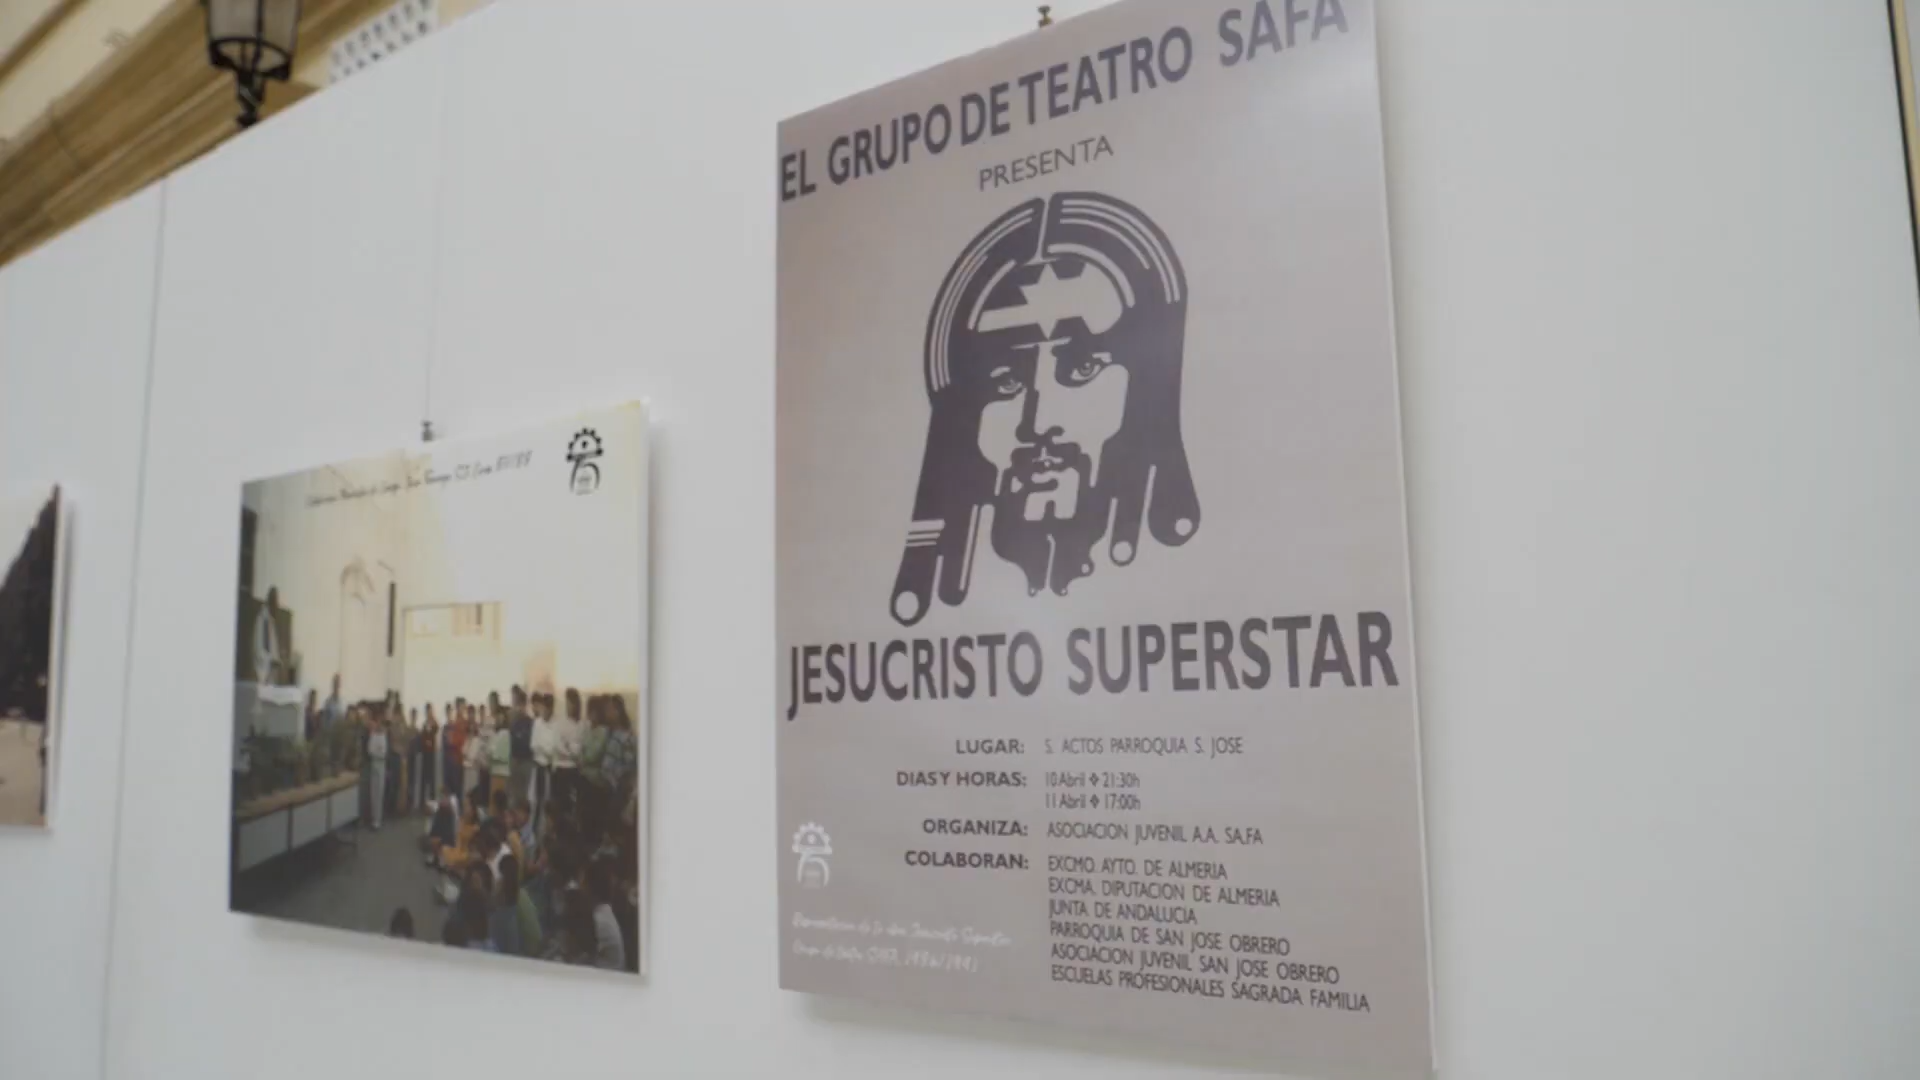 EL GRUPO DE TEATRO SAFA
PRESENTA
JESUCRISTO SUPERSTAR
LUGAR: S. ACTOS PARROQUIA S. JOSE
DIAS Y HORAS: 10 Abril ❖ 21:30h
11 Abril ❖ 17:00h
ORGANIZA: ASOCIACION JUVENIL A.A. SA.FA
COLABORAN: EXCMO. AYTO. DE ALMERIA
EXCMA. DIPUTACION DE ALMERIA
JUNTA DE ANDALUCIA
PARROQUIA DE SAN JOSE OBRERO
ASOCIACION JUVENIL SAN JOSE OBRERO
ESCUELAS PROFESIONALES SAGRADA FAMILIA
75
75